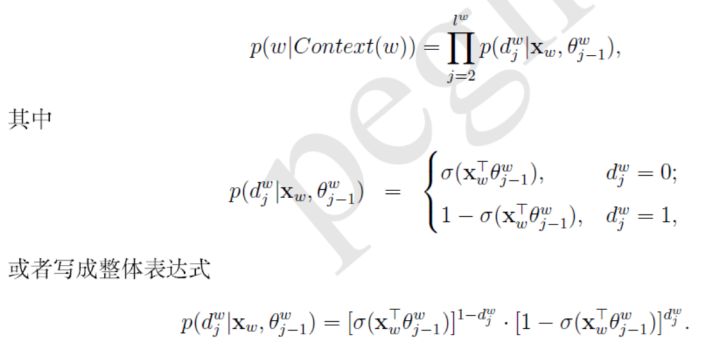 p(w|Context(w)) = ∏_{j=2}^{l^w} p(d_j^w|𝐱_w, θ_{j−1}^w),
其中
p(d_j^w|𝐱_w, θ_{j−1}^w) = { σ(𝐱_w^⊤θ_{j−1}^w), d_j^w = 0;
1 − σ(𝐱_w^⊤θ_{j−1}^w), d_j^w = 1,
或者写成整体表达式
p(d_j^w|𝐱_w, θ_{j−1}^w) = [σ(𝐱_w^⊤θ_{j−1}^w)]^{1−d_j^w} · [1 − σ(𝐱_w^⊤θ_{j−1}^w)]^{d_j^w}.